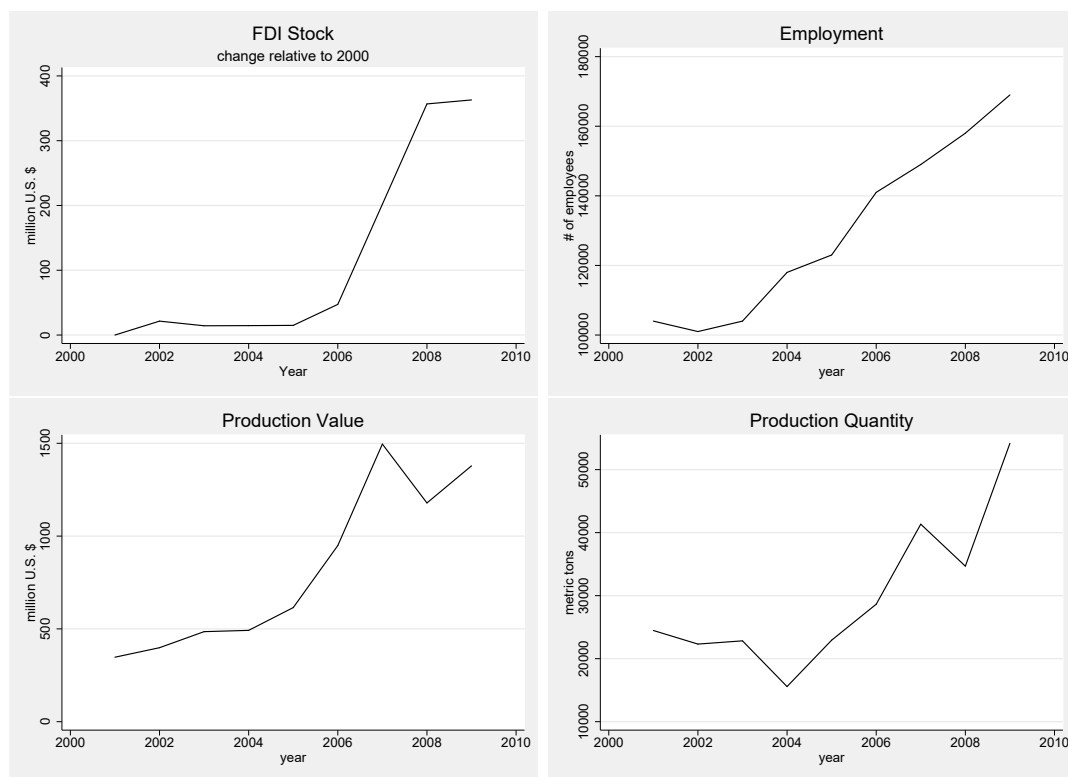 FDI Stock
change relative to 2000
400
300
200
100
0
million U.S. $
2000 2002 2004 2006 2008 2010
Year
Employment
180000
160000
140000
120000
100000
# of employees
2000 2002 2004 2006 2008 2010
year
Production Value
1500
1000
500
0
million U.S. $
2000 2002 2004 2006 2008 2010
year
Production Quantity
50000
40000
30000
20000
10000
metric tons
2000 2002 2004 2006 2008 2010
year